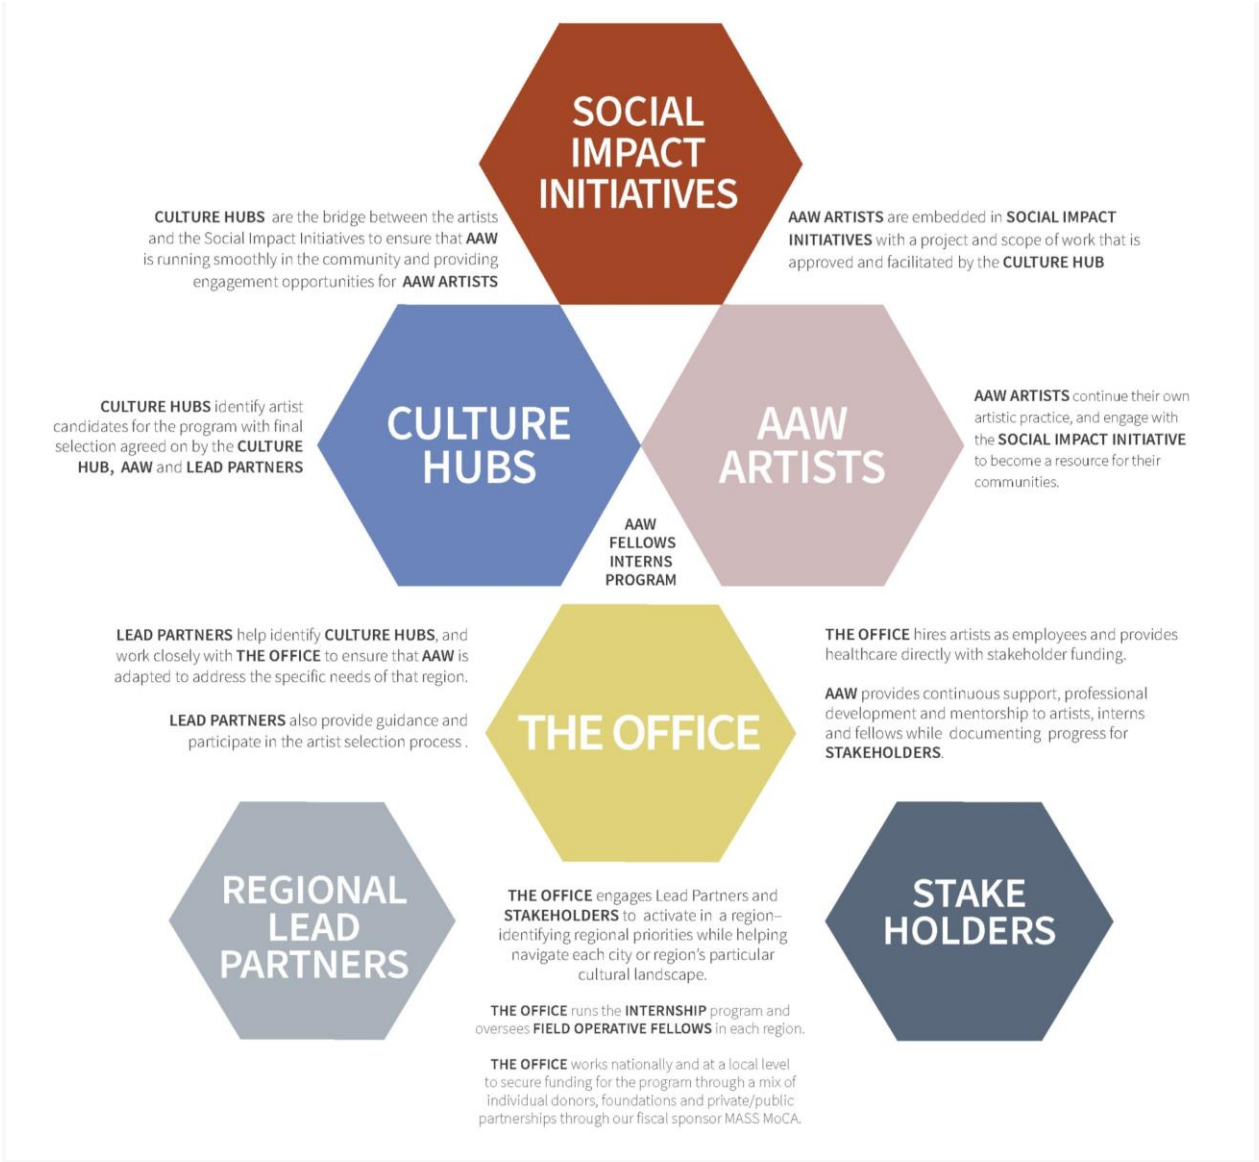 SOCIAL
IMPACT
INITIATIVES
CULTURE HUBS are the bridge between the artists
and the Social Impact Initiatives to ensure that AAW
is running smoothly in the community and providing
engagement opportunities for AAW ARTISTS
AAW ARTISTS are embedded in SOCIAL IMPACT
INITIATIVES with a project and scope of work that is
approved and facilitated by the CULTURE HUB
CULTURE
HUBS
AAW
ARTISTS
CULTURE HUBS identify artist
candidates for the program with final
selection agreed on by the CULTURE
HUB, AAW and LEAD PARTNERS
AAW ARTISTS continue their own
artistic practice, and engage with
the SOCIAL IMPACT INITIATIVE
to become a resource for their
communities.
AAW
FELLOWS
INTERNS
PROGRAM
LEAD PARTNERS help identify CULTURE HUBS, and
work closely with THE OFFICE to ensure that AAW is
adapted to address the specific needs of that region.
LEAD PARTNERS also provide guidance and
participate in the artist selection process .
THE OFFICE
THE OFFICE hires artists as employees and provides
healthcare directly with stakeholder funding.
AAW provides continuous support, professional
development and mentorship to artists, interns
and fellows while documenting progress for
STAKEHOLDERS.
REGIONAL
LEAD
PARTNERS
THE OFFICE engages Lead Partners and
STAKEHOLDERS to activate in a region–
identifying regional priorities while helping
navigate each city or region's particular
cultural landscape.
THE OFFICE runs the INTERNSHIP program and
oversees FIELD OPERATIVE FELLOWS in each region.
THE OFFICE works nationally and at a local level
to secure funding for the program through a mix of
individual donors, foundations and private/public
partnerships through our fiscal sponsor MASS MoCA.
STAKE
HOLDERS